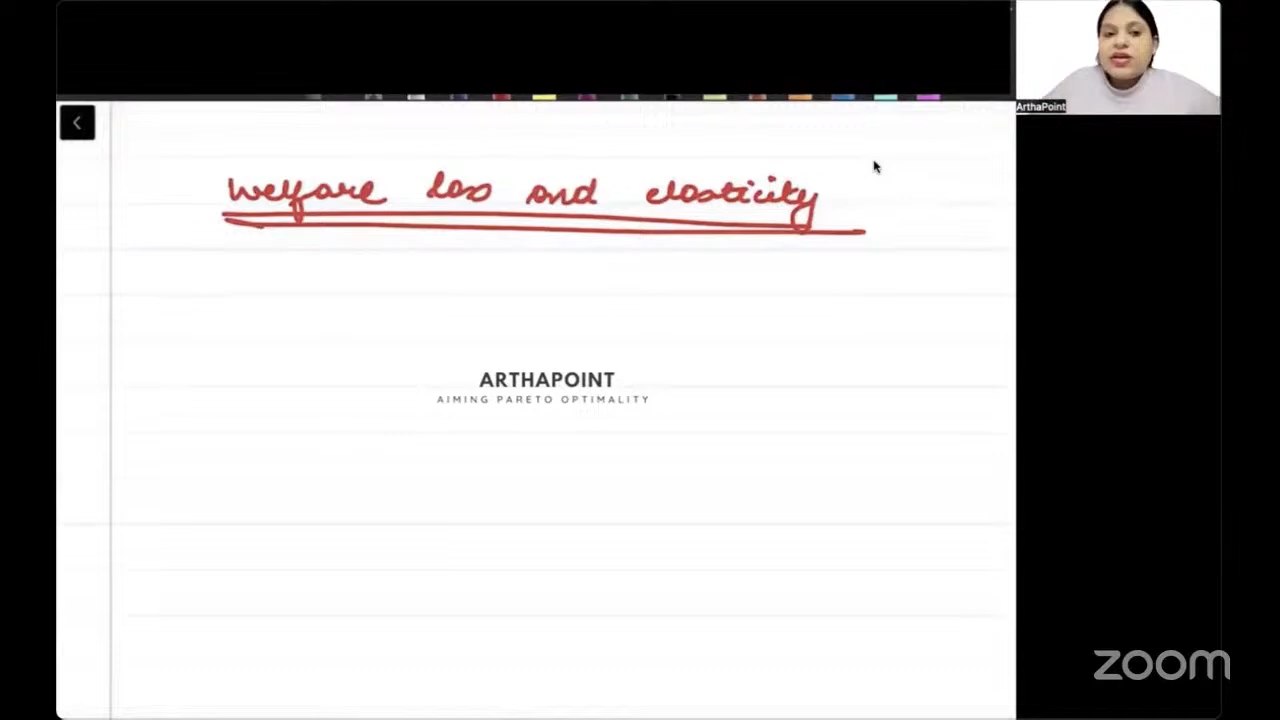 ArthaPoint
welfare loss and elasticity
ARTHAPOINT
AIMING PARETO OPTIMALITY
zoom